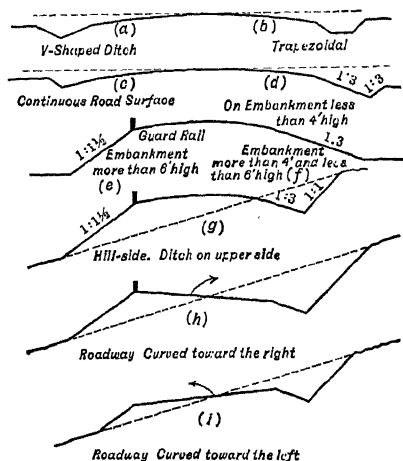 (a) (b)
V-Shaped Ditch Trapezoidal
(c) (d) 1:3 1:3
Continuous Road Surface
On Embankment less
than 4' high
Guard Rail
1.3
1:1½
Embankment
more than 6' high
(e)
Embankment
more than 4' and less
than 6' high (f)
1:1½
1:3 1:1
(g)
Hill-side. Ditch on upper side
(h)
Roadway Curved toward the right
(i)
Roadway Curved toward the left